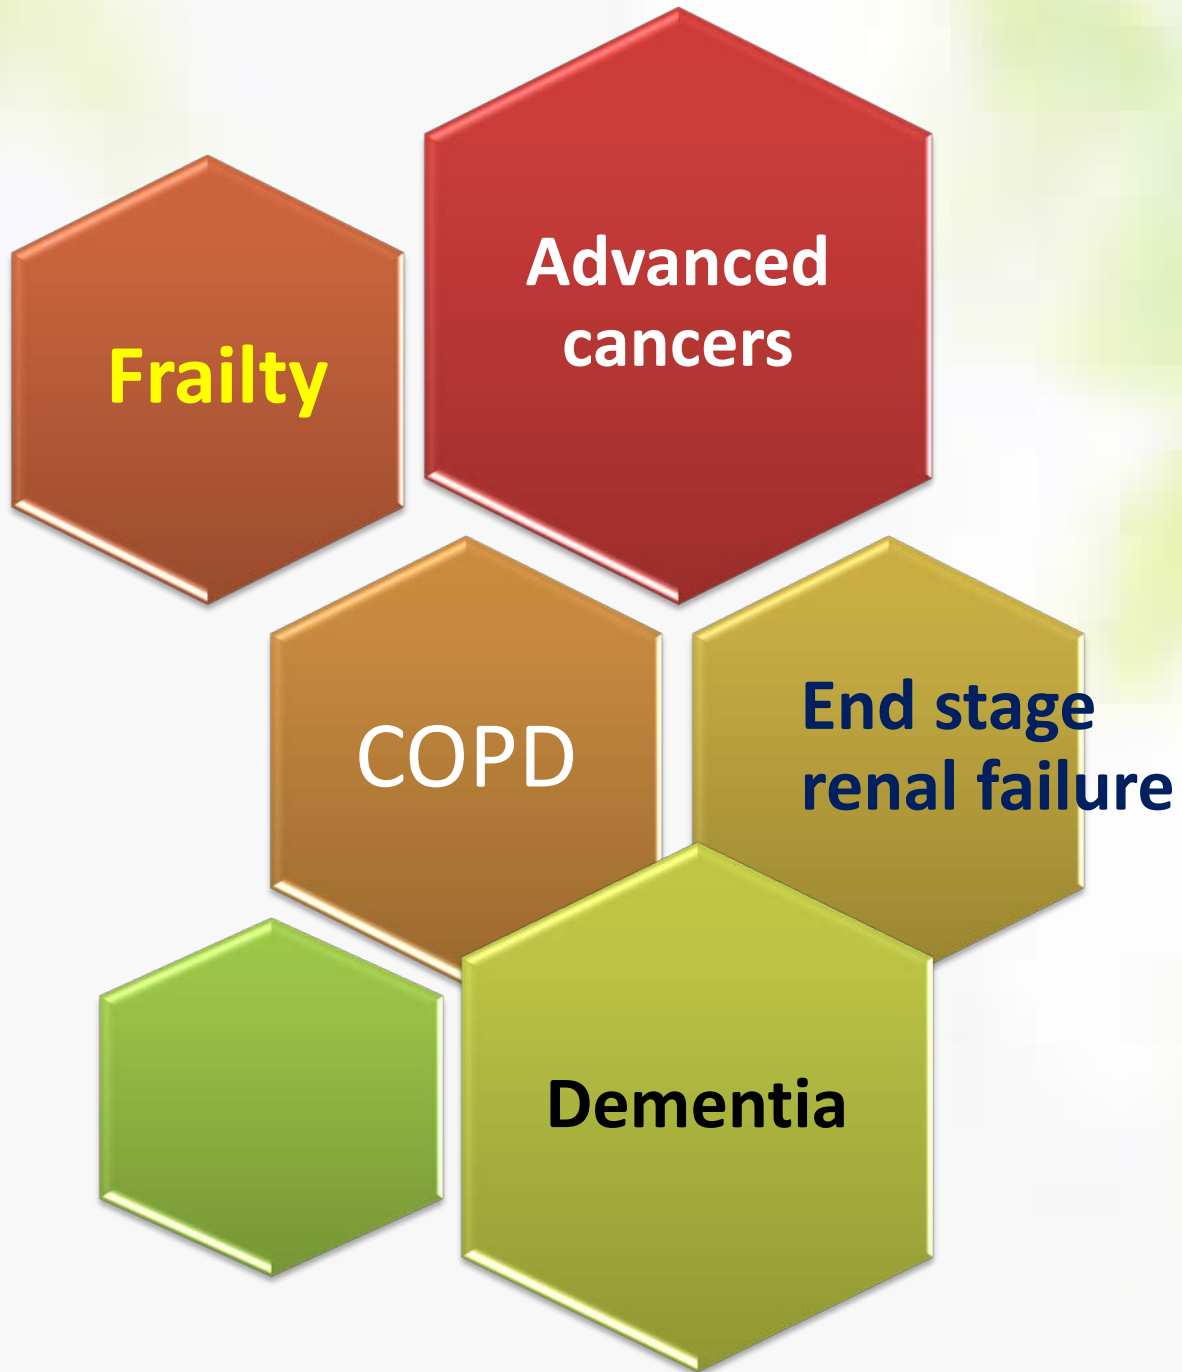 Advanced
cancers
Frailty
COPD
End stage
renal failure
Dementia